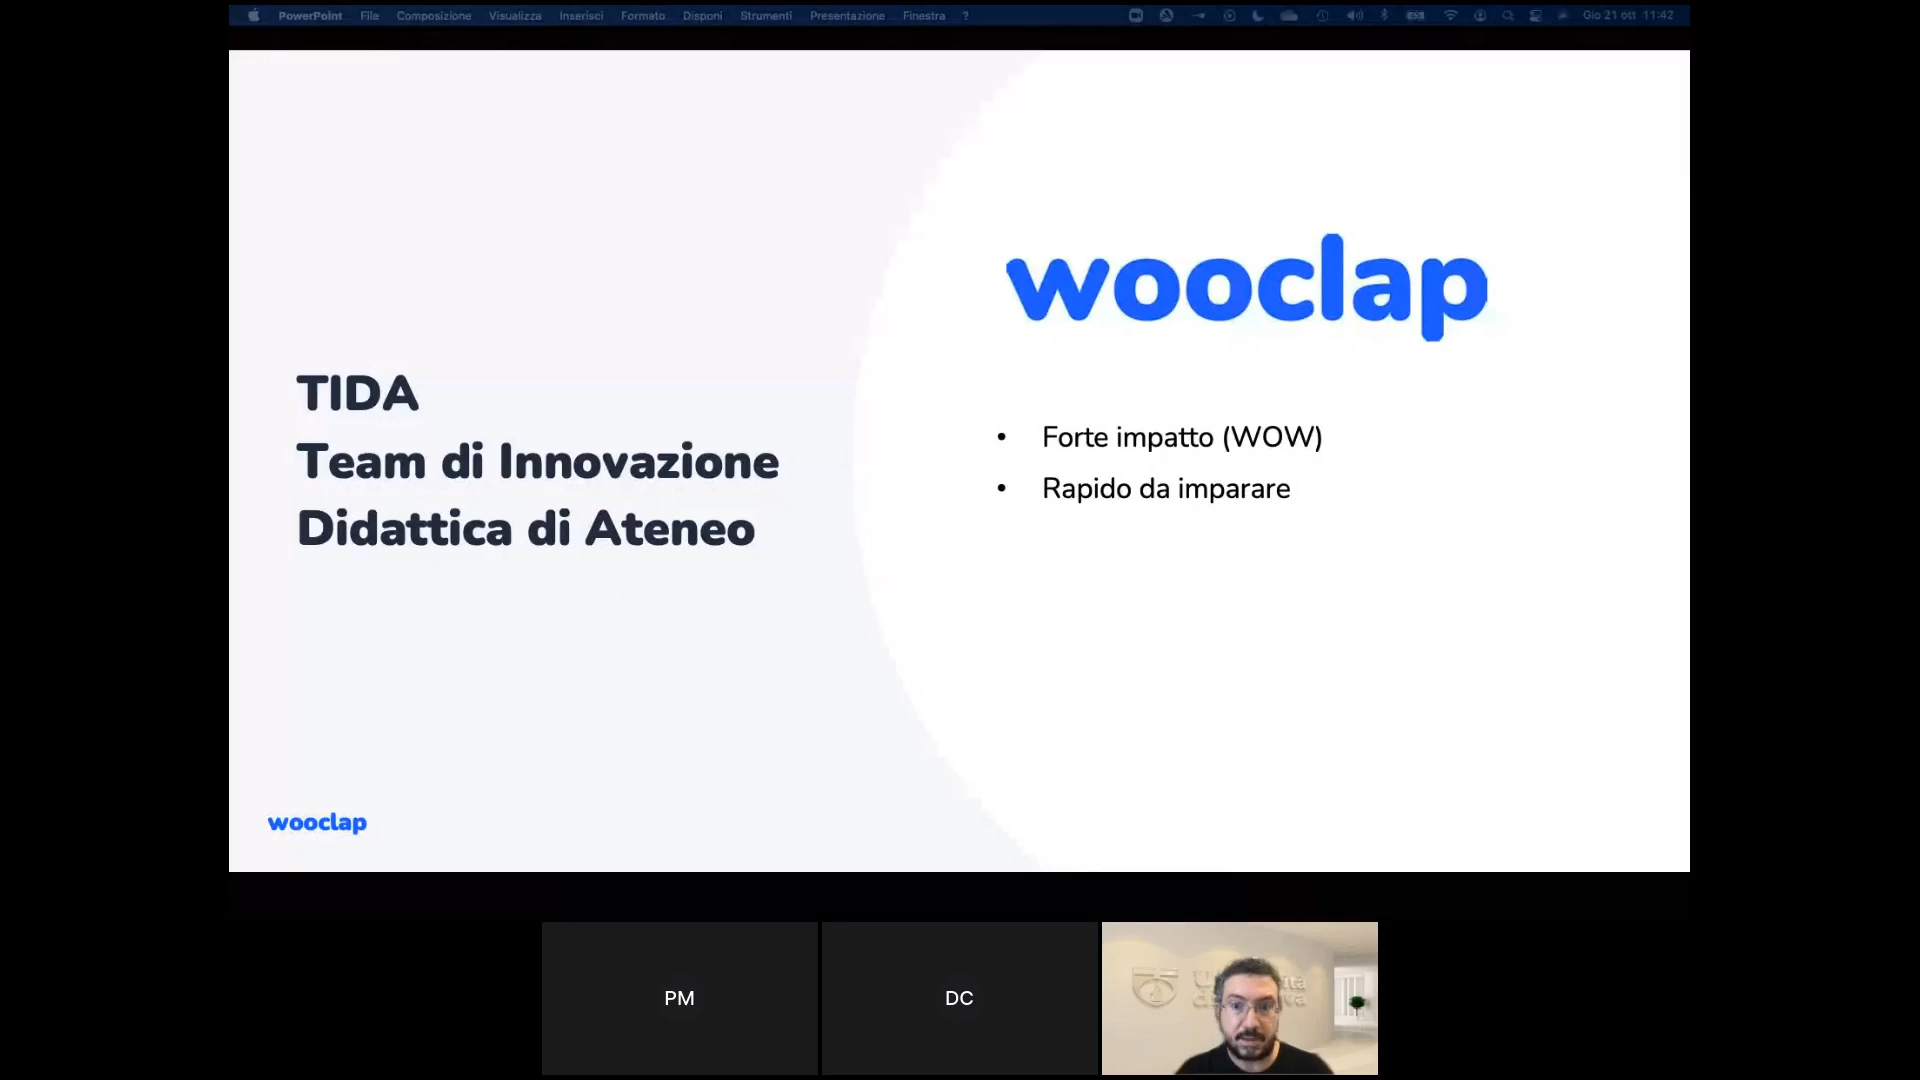 PowerPoint File Composizione Visualizza Inserisci Formato Disponi Strumenti Presentazione Finestra ? Gio 21 ott 11:42
wooclap
TIDA
Team di Innovazione
Didattica di Ateneo
• Forte impatto (WOW)
• Rapido da imparare
wooclap
PM
DC